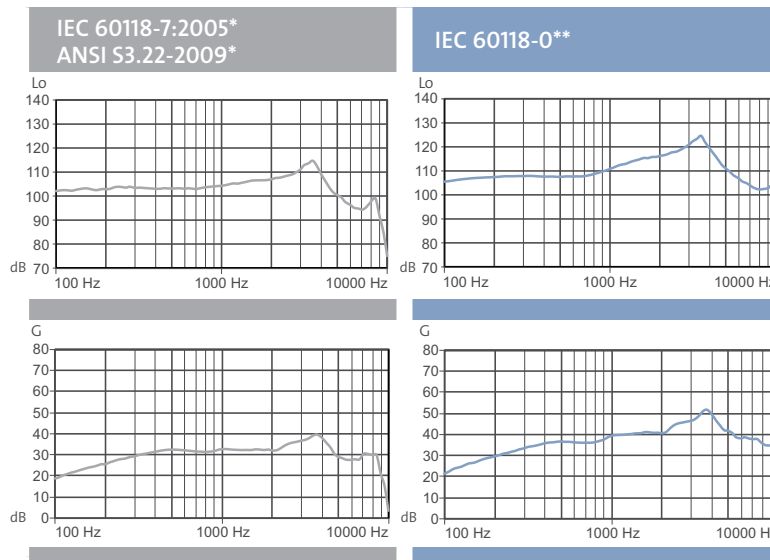 IEC 60118-7:2005*
ANSI S3.22-2009*
IEC 60118-0**
Lo
140
130
120
110
100
90
80
dB 70
100 Hz 1000 Hz 10000 Hz
Lo
140
130
120
110
100
90
80
dB 70
100 Hz 1000 Hz 10000 Hz
G
80
70
60
50
40
30
20
10
dB 0
100 Hz 1000 Hz 10000 Hz
G
80
70
60
50
40
30
20
10
dB 0
100 Hz 1000 Hz 10000 H